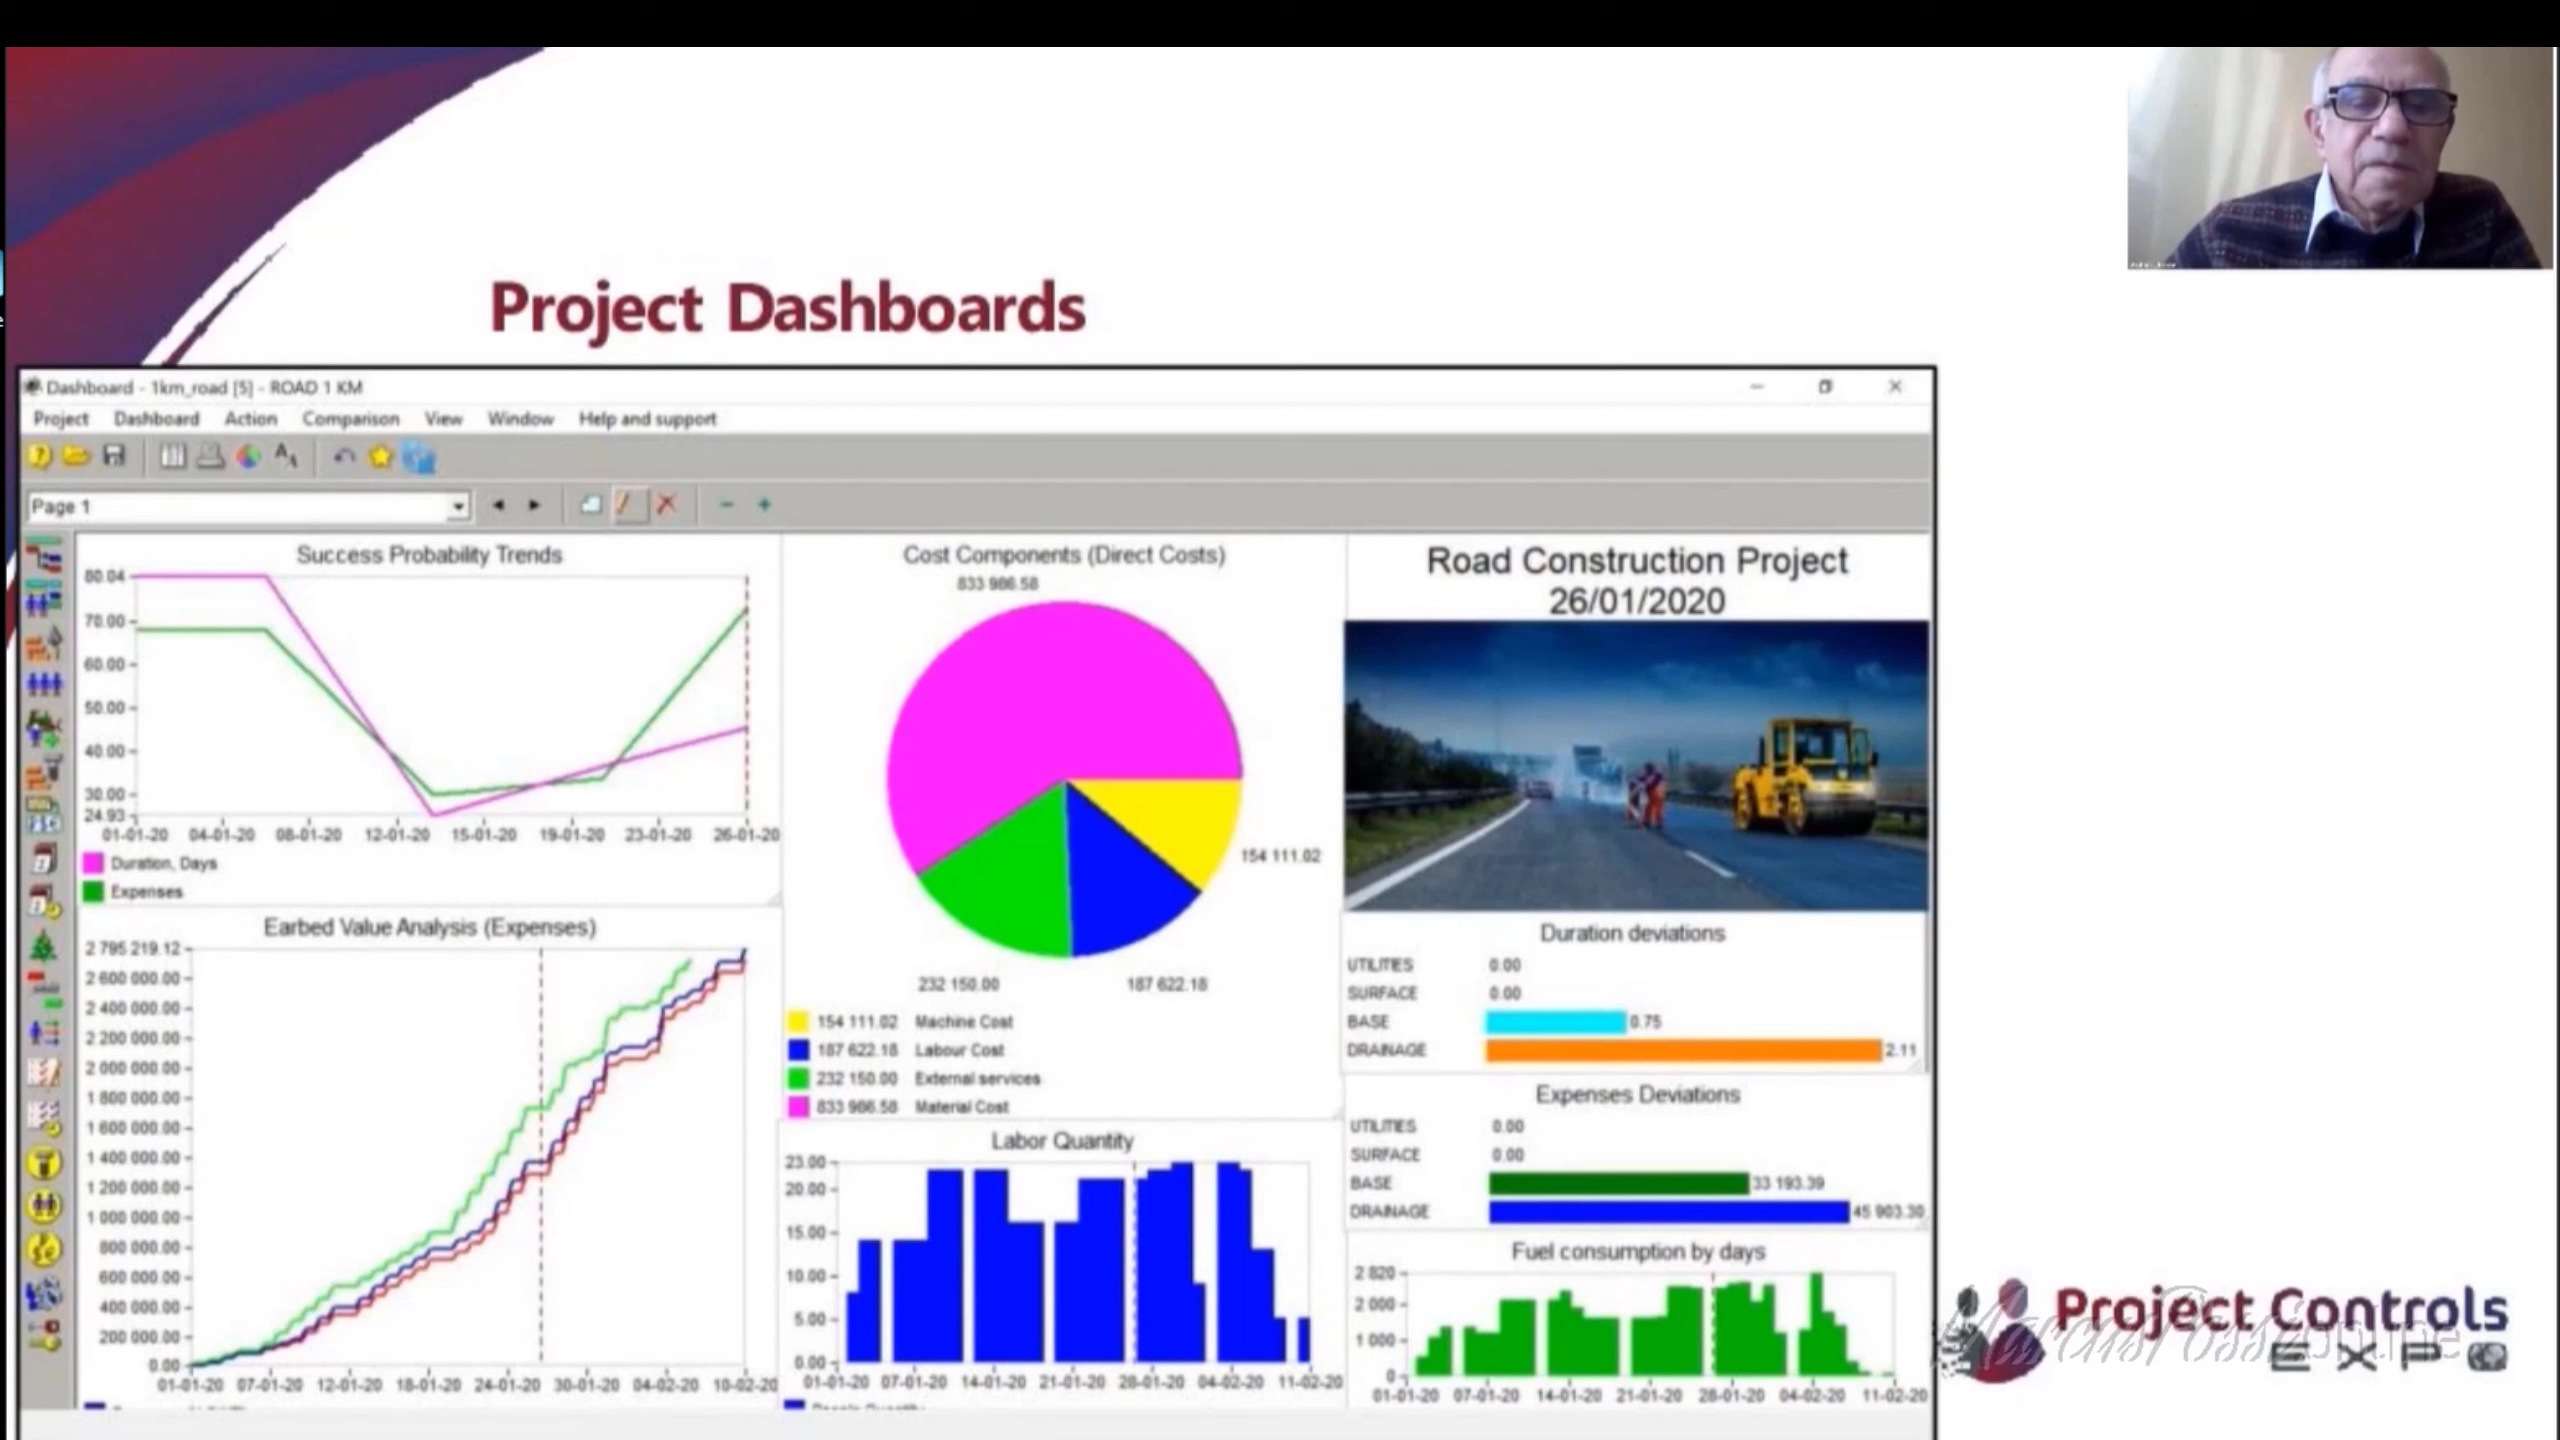 Project Dashboards
Dashboard - 1km_road [5] - ROAD 1 KM
Project Dashboard Action Comparison View Window Help and support
Page 1
Success Probability Trends
80.04
70.00
60.00
50.00
40.00
30.00
24.93
01-01-20 04-01-20 08-01-20 12-01-20 15-01-20 19-01-20 23-01-20 26-01-20
Duration, Days
Expenses
Earbed Value Analysis (Expenses)
2 795 219.12
2 600 000.00
2 400 000.00
2 200 000.00
2 000 000.00
1 800 000.00
1 600 000.00
1 400 000.00
1 200 000.00
1 000 000.00
800 000.00
600 000.00
400 000.00
200 000.00
0.00
01-01-20 07-01-20 12-01-20 18-01-20 24-01-20 30-01-20 04-02-20 10-02-20
Cost Components (Direct Costs)
833 986.58
154 111.02
232 150.00 187 622.18
154 111.02 Machine Cost
187 622.18 Labour Cost
232 150.00 External services
833 986.58 Material Cost
Labor Quantity
23.00
20.00
15.00
10.00
5.00
0.00
01-01-20 07-01-20 14-01-20 21-01-20 28-01-20 04-02-20 11-02-20
Road Construction Project
26/01/2020
Duration deviations
UTILITIES 0.00
SURFACE 0.00
BASE 0.75
DRAINAGE 2.11
Expenses Deviations
UTILITIES 0.00
SURFACE 0.00
BASE 33 193.39
DRAINAGE 45 903.30
Fuel consumption by days
2 820
2 000
1 000
0
01-01-20 07-01-20 14-01-20 21-01-20 28-01-20 04-02-20 11-02-20
Project Controls
EXPO